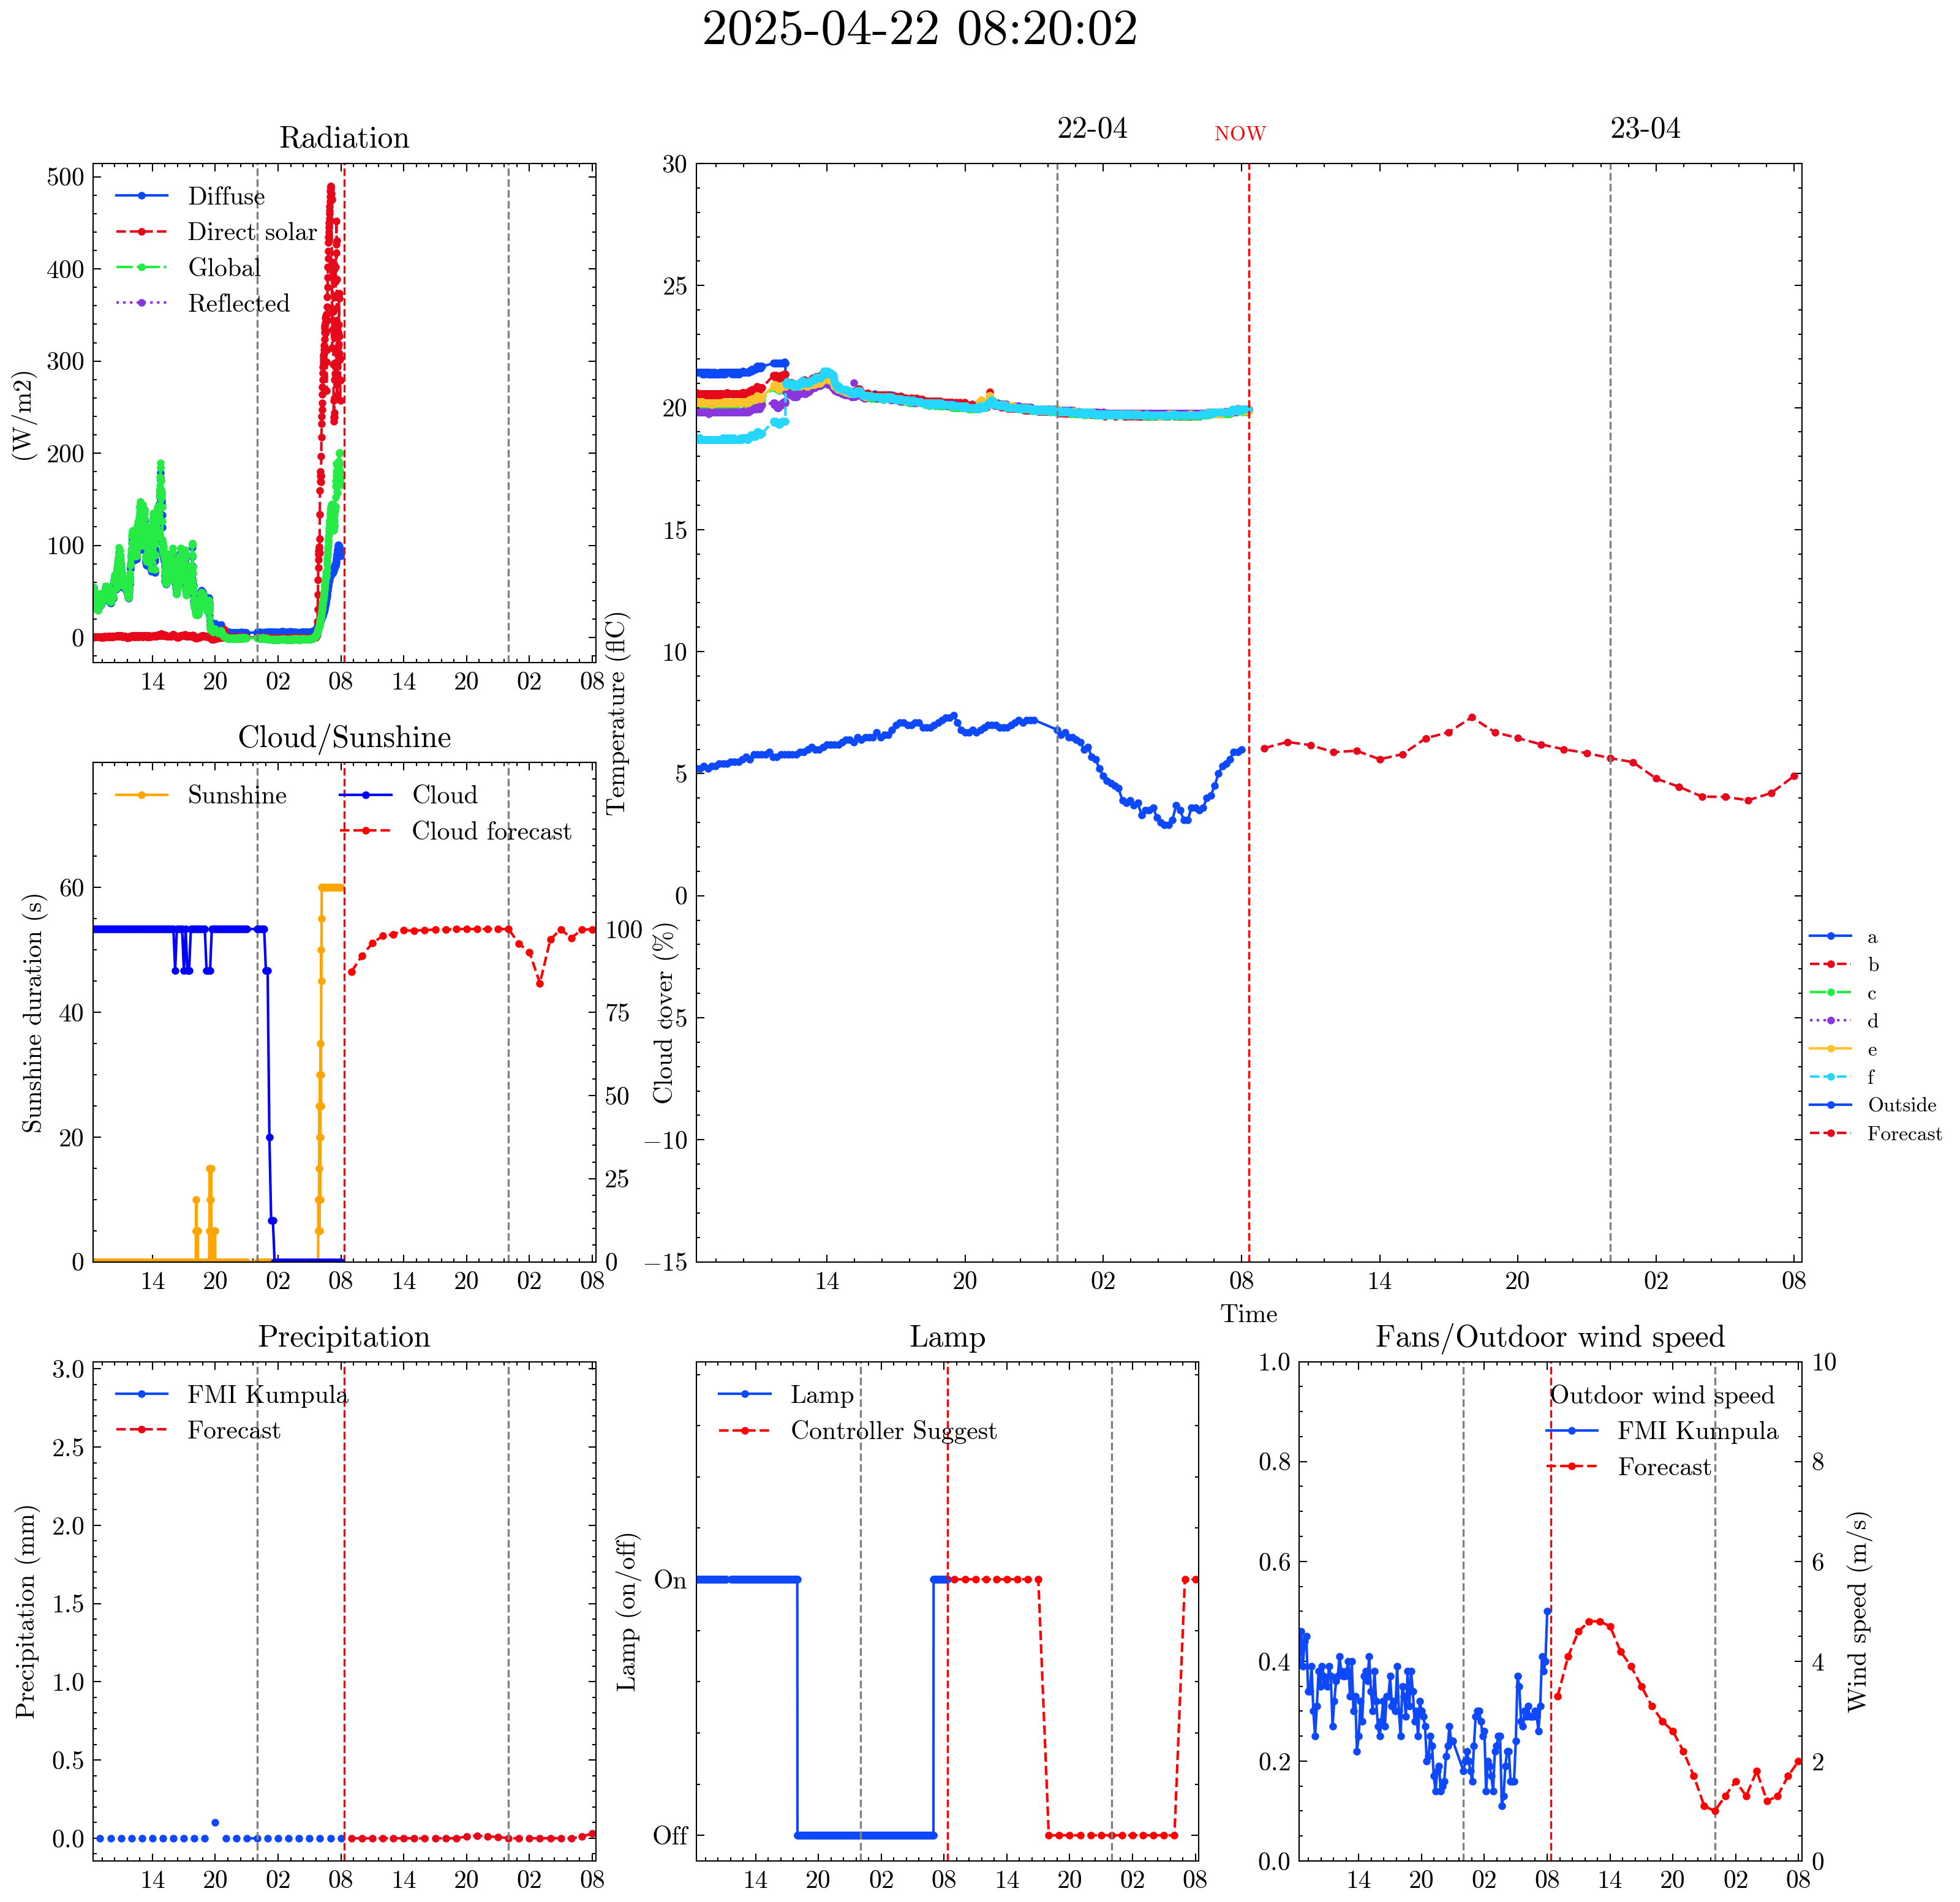 2025-04-22 08:20:02
Radiation
500
400
300
200
100
0
(W/m2)
Diffuse
Direct solar
Global
Reflected
14 20 02 08 14 20 02 08
22-04
NOW
23-04
30
25
20
15
10
5
0
−5
−10
−15
Temperature (flC)
14 20 02 08 14 20 02 08
Time
a
b
c
d
e
f
Outside
Forecast
Cloud/Sunshine
Sunshine
Cloud
Cloud forecast
60
40
20
0
Sunshine duration (s)
100
75
50
25
0
Cloud cover (%)
14 20 02 08 14 20 02 08
Precipitation
FMI Kumpula
Forecast
3.0
2.5
2.0
1.5
1.0
0.5
0.0
Precipitation (mm)
14 20 02 08 14 20 02 08
Lamp
Lamp
Controller Suggest
On
Off
Lamp (on/off)
14 20 02 08 14 20 02 08
Fans/Outdoor wind speed
Outdoor wind speed
FMI Kumpula
Forecast
1.0
0.8
0.6
0.4
0.2
0.0
10
8
6
4
2
0
Wind speed (m/s)
14 20 02 08 14 20 02 08